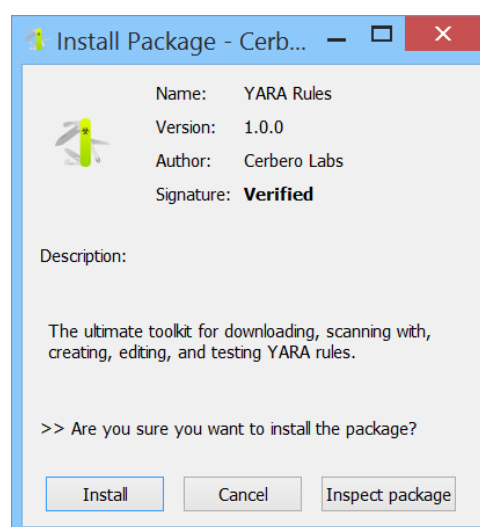 Install Package - Cerb...
Name: YARA Rules
Version: 1.0.0
Author: Cerbero Labs
Signature: Verified
Description:
The ultimate toolkit for downloading, scanning with,
creating, editing, and testing YARA rules.
>> Are you sure you want to install the package?
Install Cancel Inspect package